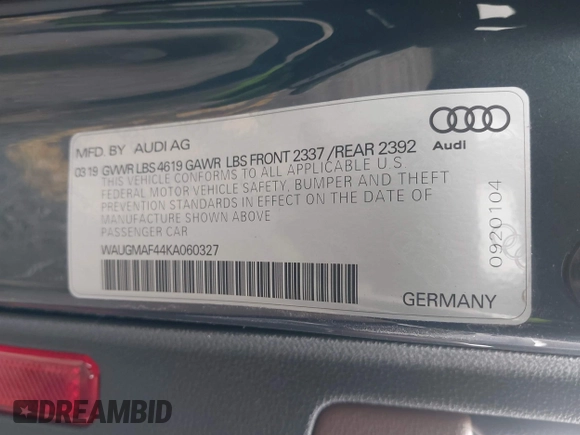 MFD. BY AUDI AG
Audi
0319 GVWR LBS 4619 GAWR LBS FRONT 2337 /REAR 2392
THIS VEHICLE CONFORMS TO ALL APPLICABLE U S
FEDERAL MOTOR VEHICLE SAFETY, BUMPER AND THEFT
PREVENTION STANDARDS IN EFFECT ON THE DATE OF
MANUFACTURE SHOWN ABOVE
PASSENGER CAR
WAUGMAF44KA060327
0920104
GERMANY
DREAMBID